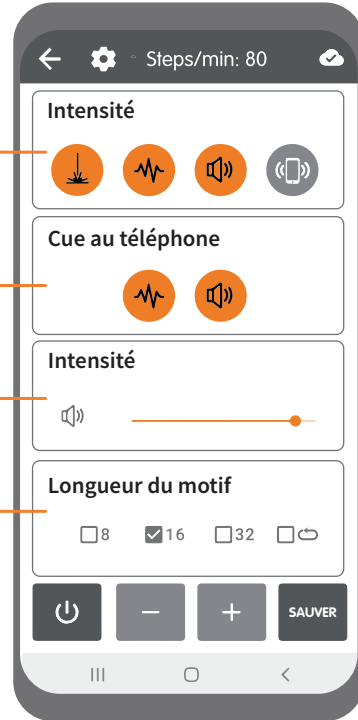 Steps/min: 80
Intensité
Cue au téléphone
Intensité
Longueur du motif
8 16 32
SAUVER